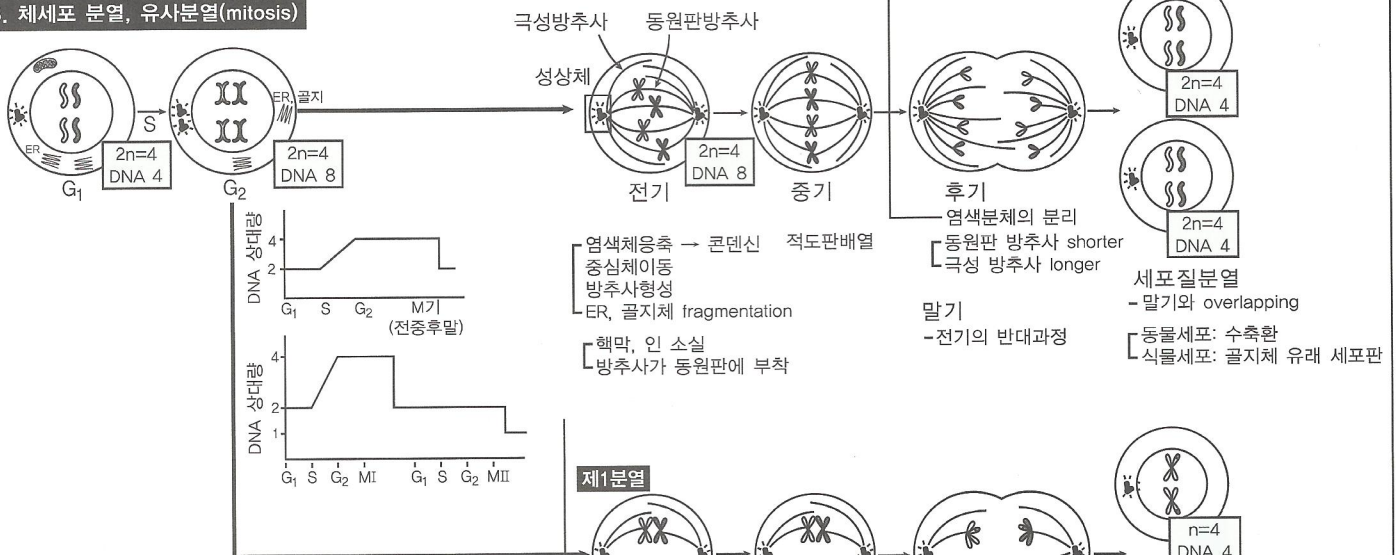 . 체세포 분열, 유사분열(mitosis)
극성방추사 동원판방추사
성상체
ER, 골지
S
ER
2n=4
DNA 4
G₁
2n=4
DNA 8
G₂
2n=4
DNA 8
전기
중기
후기
2n=4
DNA 4
2n=4
DNA 4
염색분체의 분리
동원판 방추사 shorter
극성 방추사 longer
말기
-전기의 반대과정
세포질분열
- 말기와 overlapping
동물세포: 수축환
식물세포: 골지체 유래 세포판
염색체응축 → 콘덴신
적도판배열
중심체이동
방추사형성
ER, 골지체 fragmentation
핵막, 인 소실
방추사가 동원판에 부착
DNA 상대량
4
2
G₁ S G₂ M기
(전중후말)
DNA 상대량
4
2
1
G₁ S G₂ MⅠ G₁ S G₂ MⅡ
제1분열
n=4
DNA 4